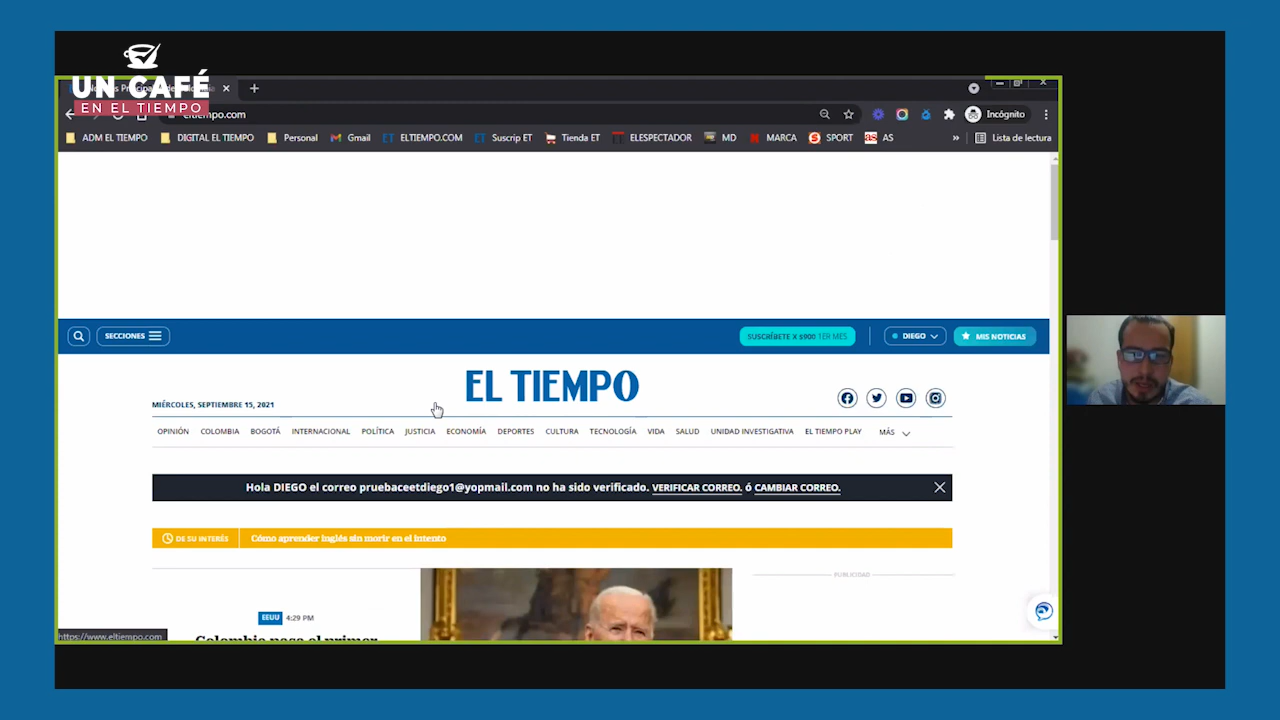 UN CAFÉ
EN EL TIEMPO
eltiempo.com
Incógnito
ADM EL TIEMPO
DIGITAL EL TIEMPO
Personal
Gmail
ELTIEMPO.COM
Suscrip ET
Tienda ET
ELESPECTADOR
MD
MARCA
SPORT
AS
»
Lista de lectura
SECCIONES
SUSCRÍBETE X $900 1ER MES
DIEGO
MIS NOTICIAS
EL TIEMPO
MIÉRCOLES, SEPTIEMBRE 15, 2021
OPINIÓN COLOMBIA BOGOTÁ INTERNACIONAL POLÍTICA JUSTICIA ECONOMÍA DEPORTES CULTURA TECNOLOGÍA VIDA SALUD UNIDAD INVESTIGATIVA EL TIEMPO PLAY MÁS
Hola DIEGO el correo pruebaceetdiego1@yopmail.com no ha sido verificado. VERIFICAR CORREO. ó CAMBIAR CORREO.
DE SU INTERÉS
Cómo aprender inglés sin morir en el intento
PUBLICIDAD
EEUU 4:29 PM
Colombia pasa el primer
https://www.eltiempo.com